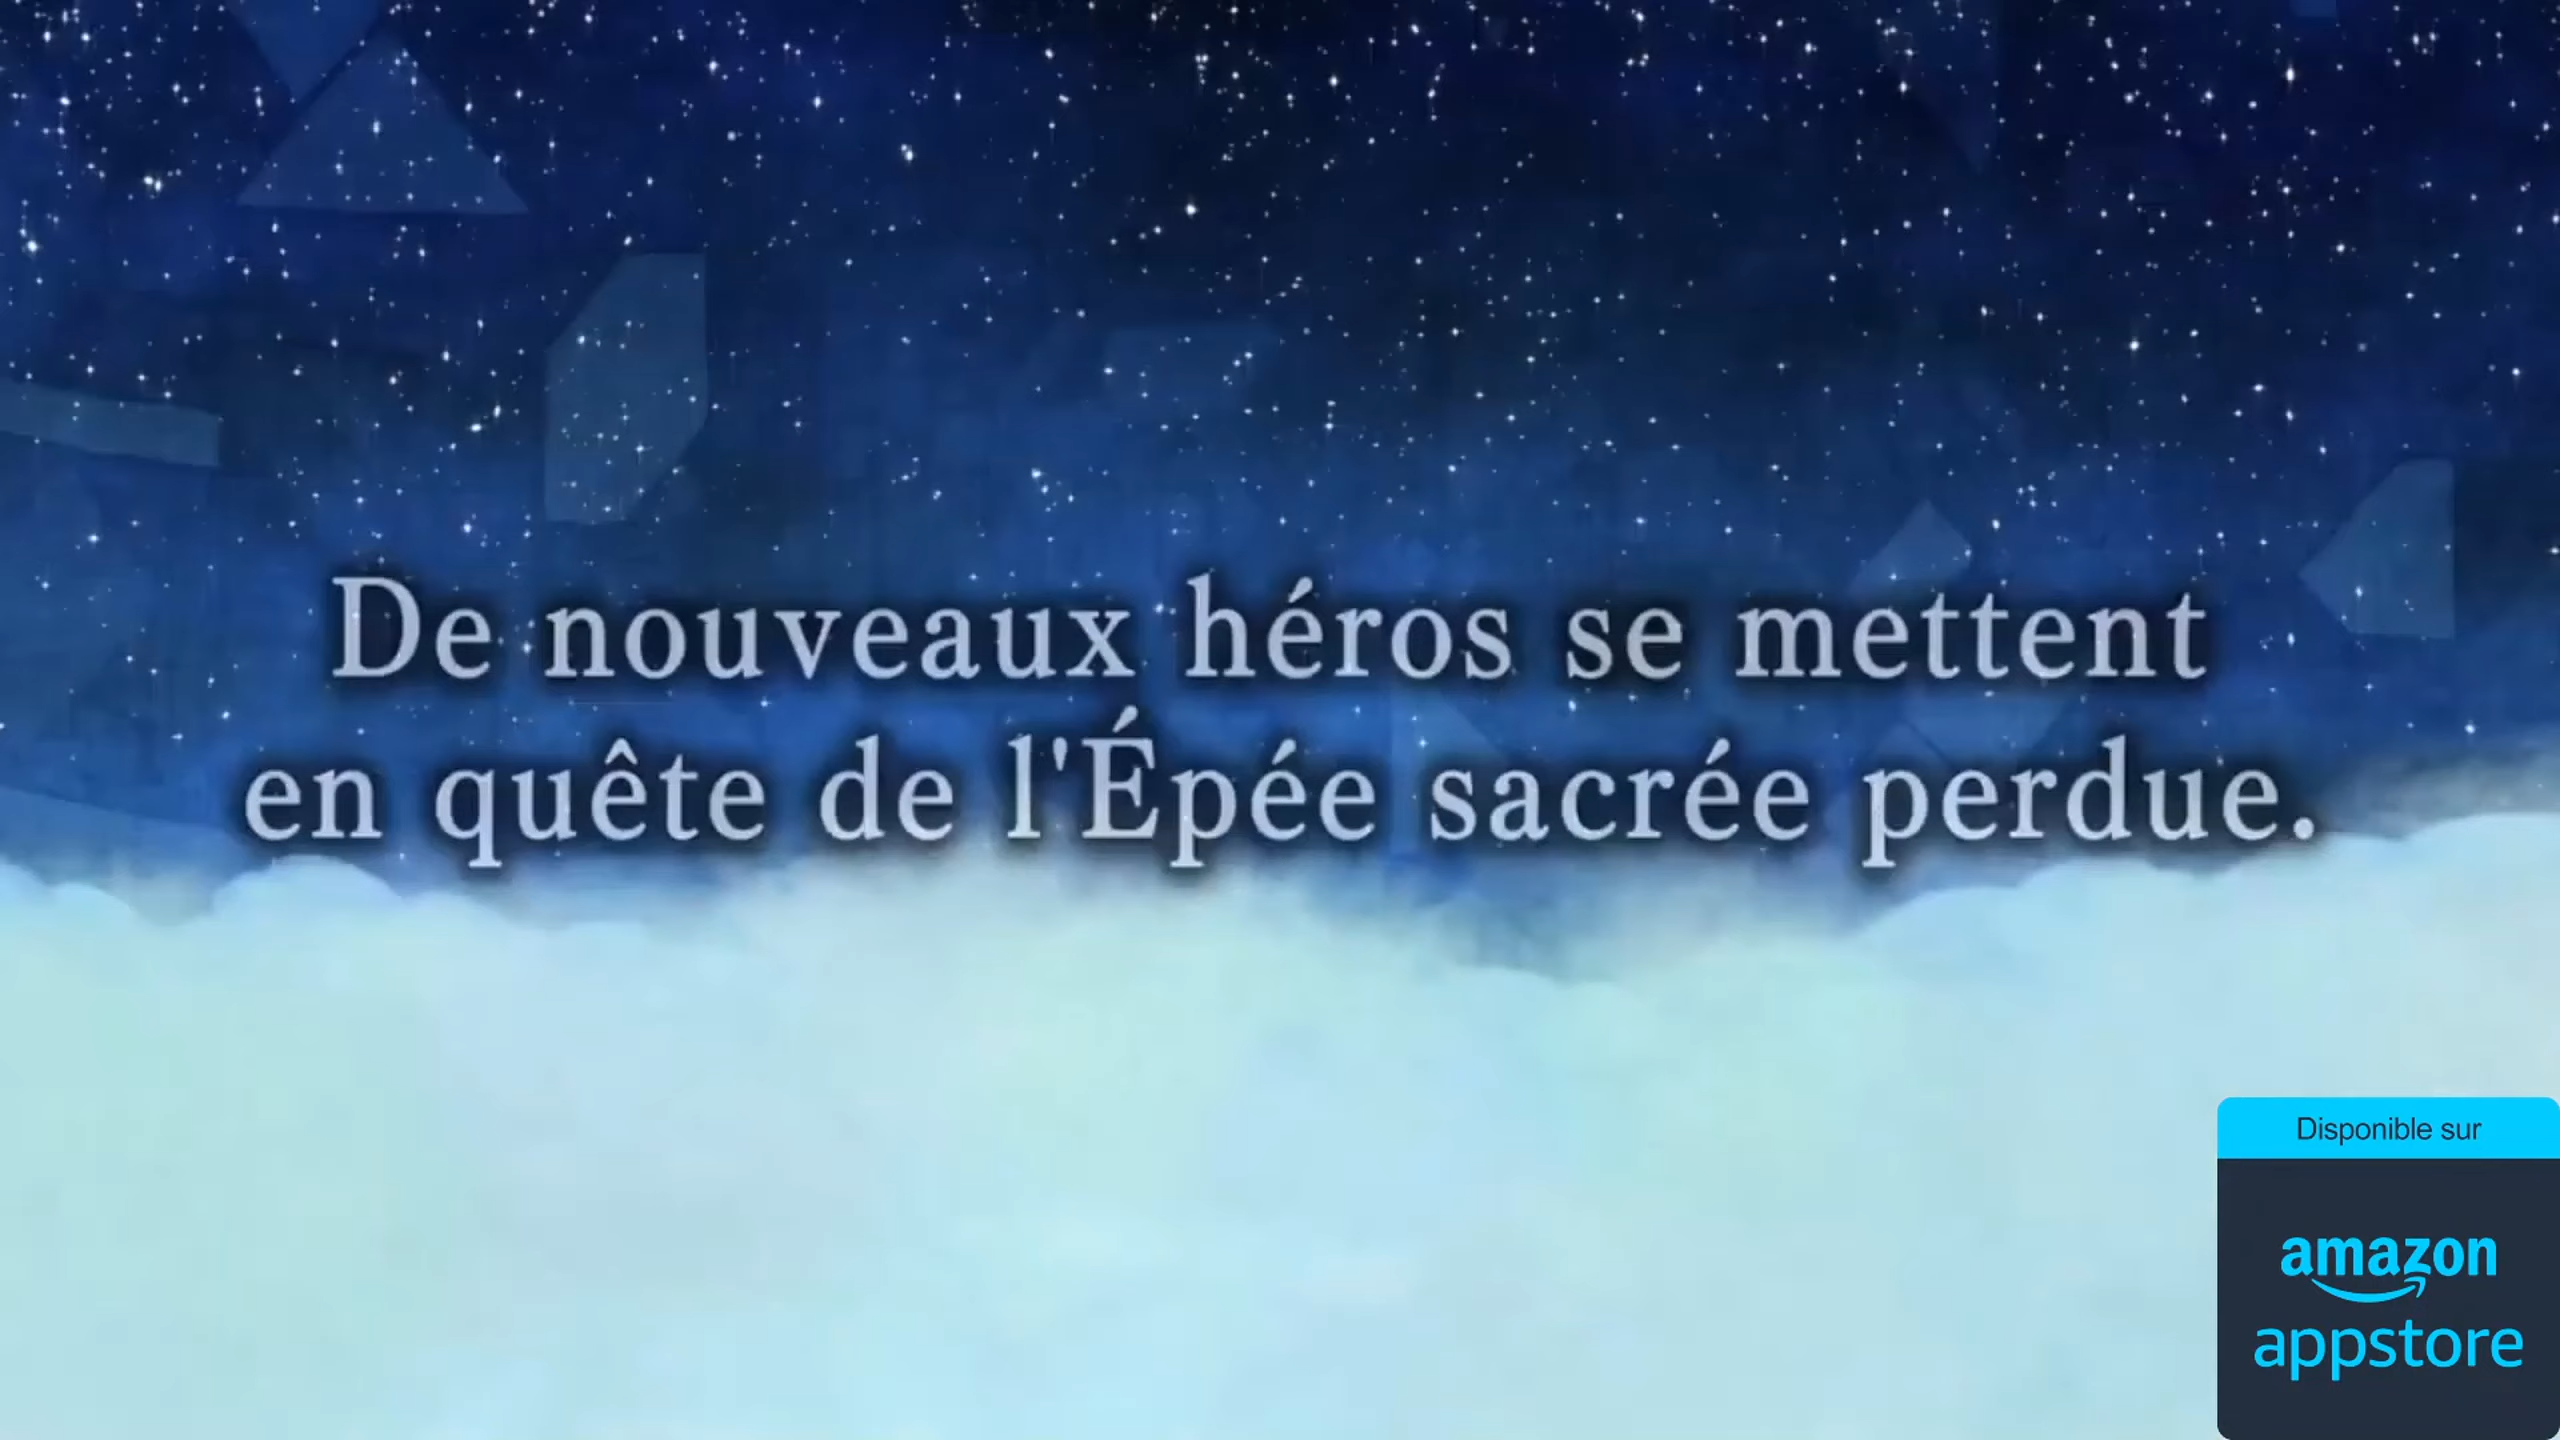 De nouveaux héros se mettent
en quête de l'Épée sacrée perdue.
Disponible sur
amazon
appstore